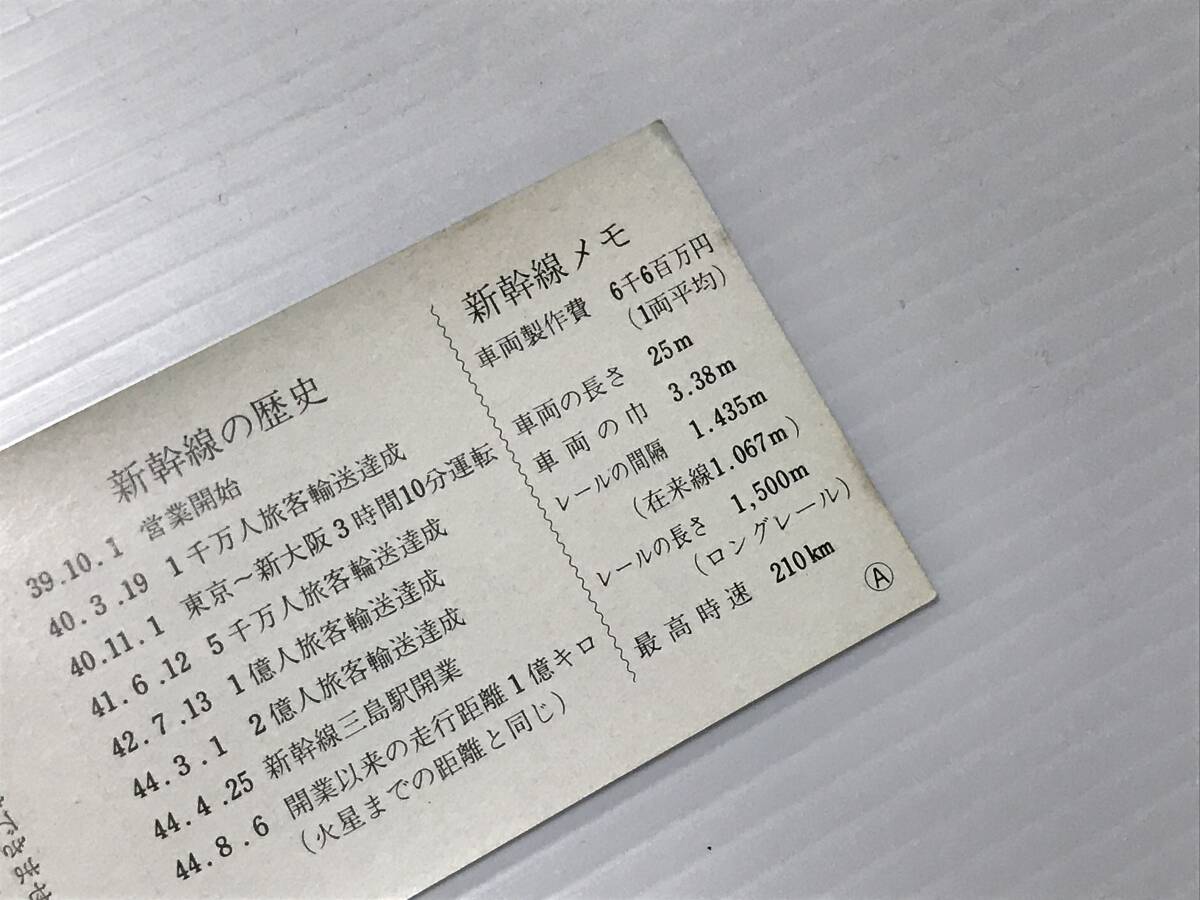 新幹線の歴史
39.10.1 営業開始
40.3.19 1千万人旅客輸送達成
40.11.1 東京～新大阪3時間10分運転
41.6.12 5千万人旅客輸送達成
42.7.13 1億人旅客輸送達成
44.3.1 2億人旅客輸送達成
44.4.25 新幹線三島駅開業
44.8.6 開業以来の走行距離1億キロ
(火星までの距離と同じ)
新幹線メモ
車両製作費 6千6百万円
(1両平均)
車両の長さ 25m
車両の巾 3.38m
レールの間隔 1.435m
(在来線1.067m)
レールの長さ 1,500m
(ロングレール)
最高時速 210km
Ⓐ